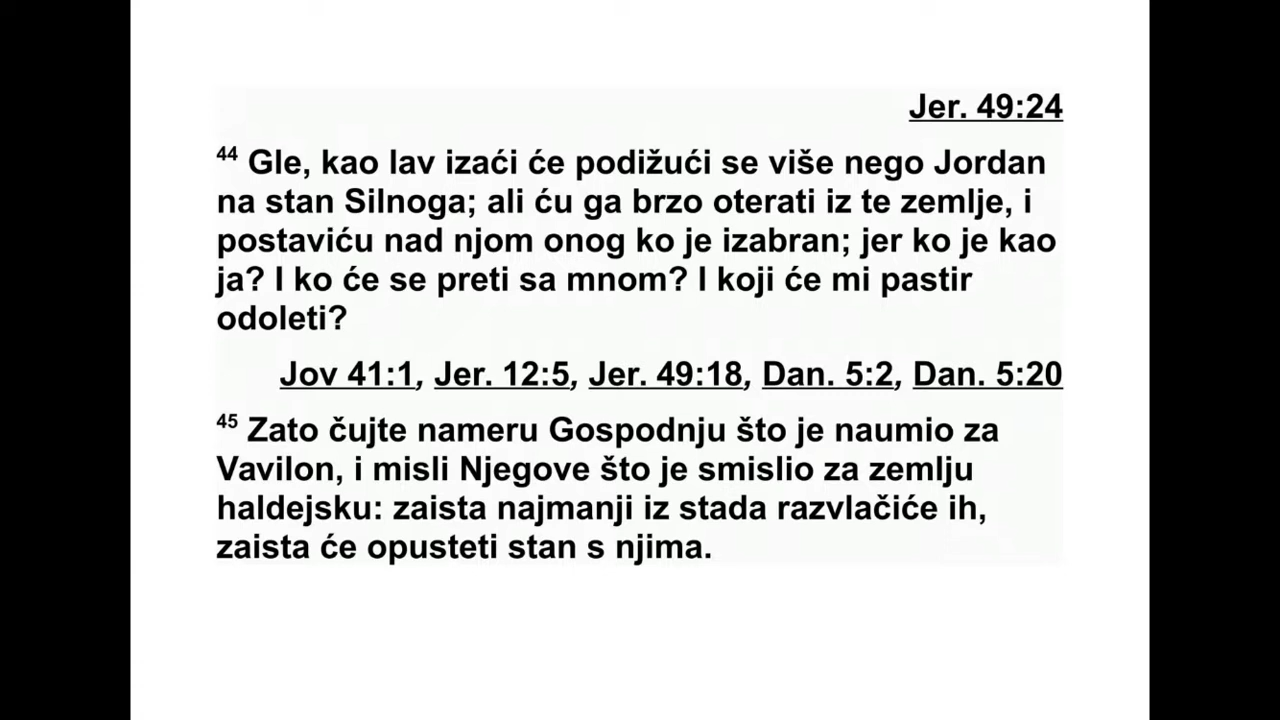 Jer. 49:24
44 Gle, kao lav izaći će podižući se više nego Jordan
na stan Silnoga; ali ću ga brzo oterati iz te zemlje, i
postaviću nad njom onog ko je izabran; jer ko je kao
ja? I ko će se preti sa mnom? I koji će mi pastir
odoleti?
Jov 41:1, Jer. 12:5, Jer. 49:18, Dan. 5:2, Dan. 5:20
45 Zato čujte nameru Gospodnju što je naumio za
Vavilon, i misli Njegove što je smislio za zemlju
haldejsku: zaista najmanji iz stada razvlačiće ih,
zaista će opusteti stan s njima.